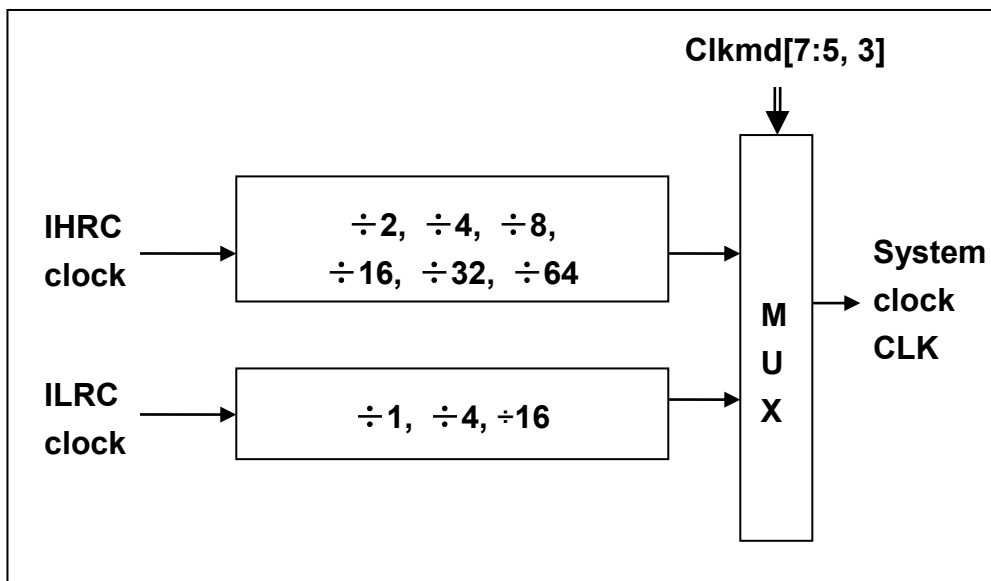 Clkmd[7:5, 3]
IHRC
clock
÷2, ÷4, ÷8,
÷16, ÷32, ÷64
System
clock
CLK
M
U
X
ILRC
clock
÷1, ÷4, ÷16